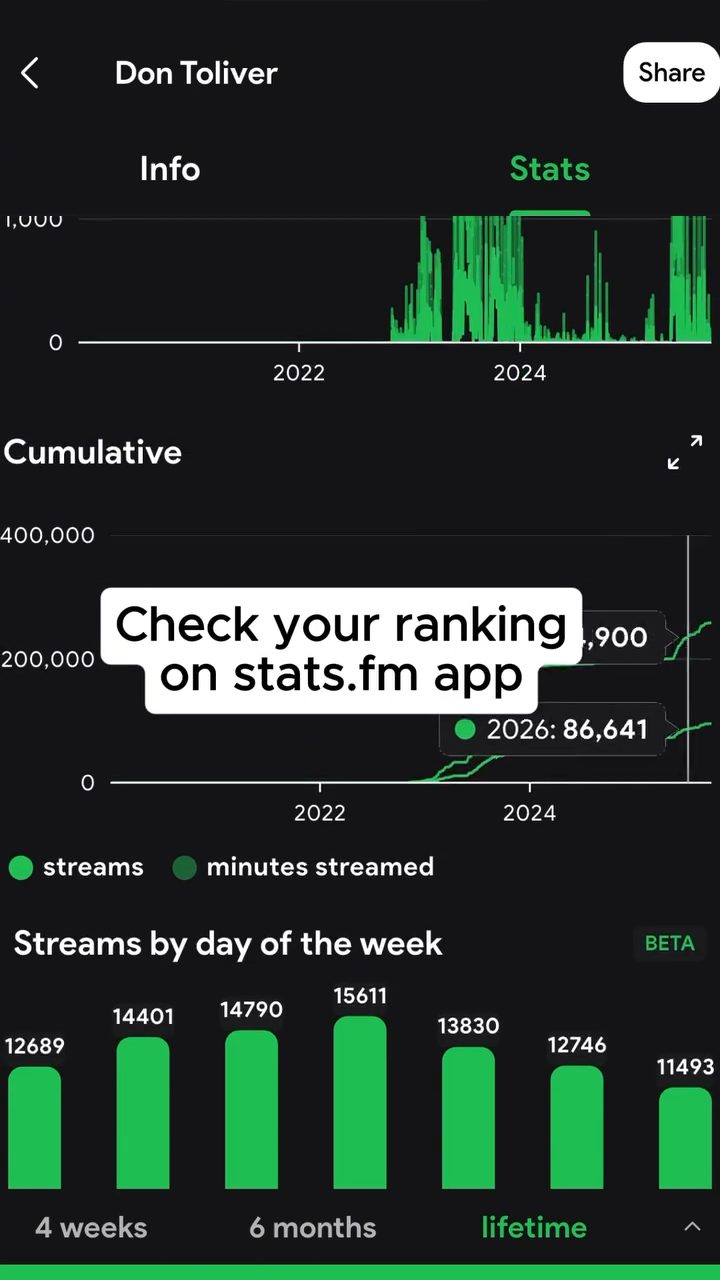 Don Toliver
Share
Info
Stats
1,000
0
2022
2024
Cumulative
400,000
Check your ranking
,900
200,000
on stats.fm app
2026: 86,641
0
2022
2024
streams
minutes streamed
Streams by day of the week
BETA
12689
14401
14790
15611
13830
12746
11493
4 weeks
6 months
lifetime